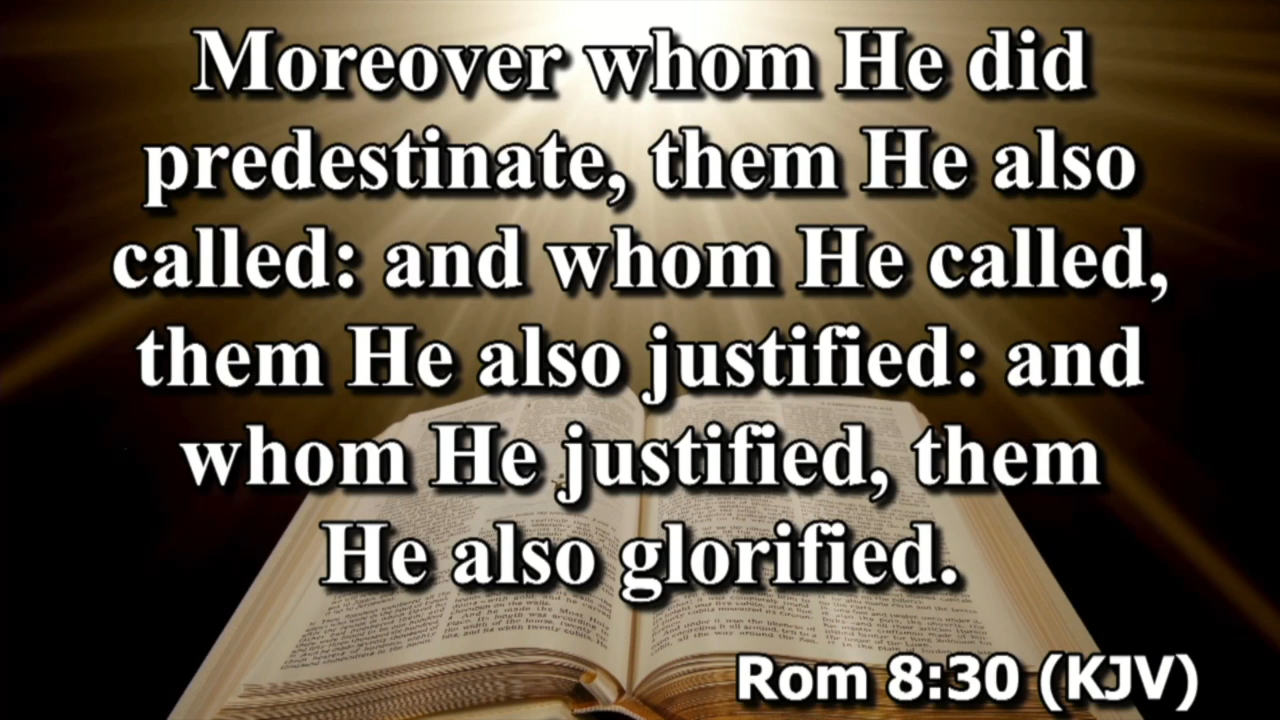 Moreover whom He did
predestinate, them He also
called: and whom He called,
them He also justified: and
whom He justified, them
He also glorified.
Rom 8:30 (KJV)